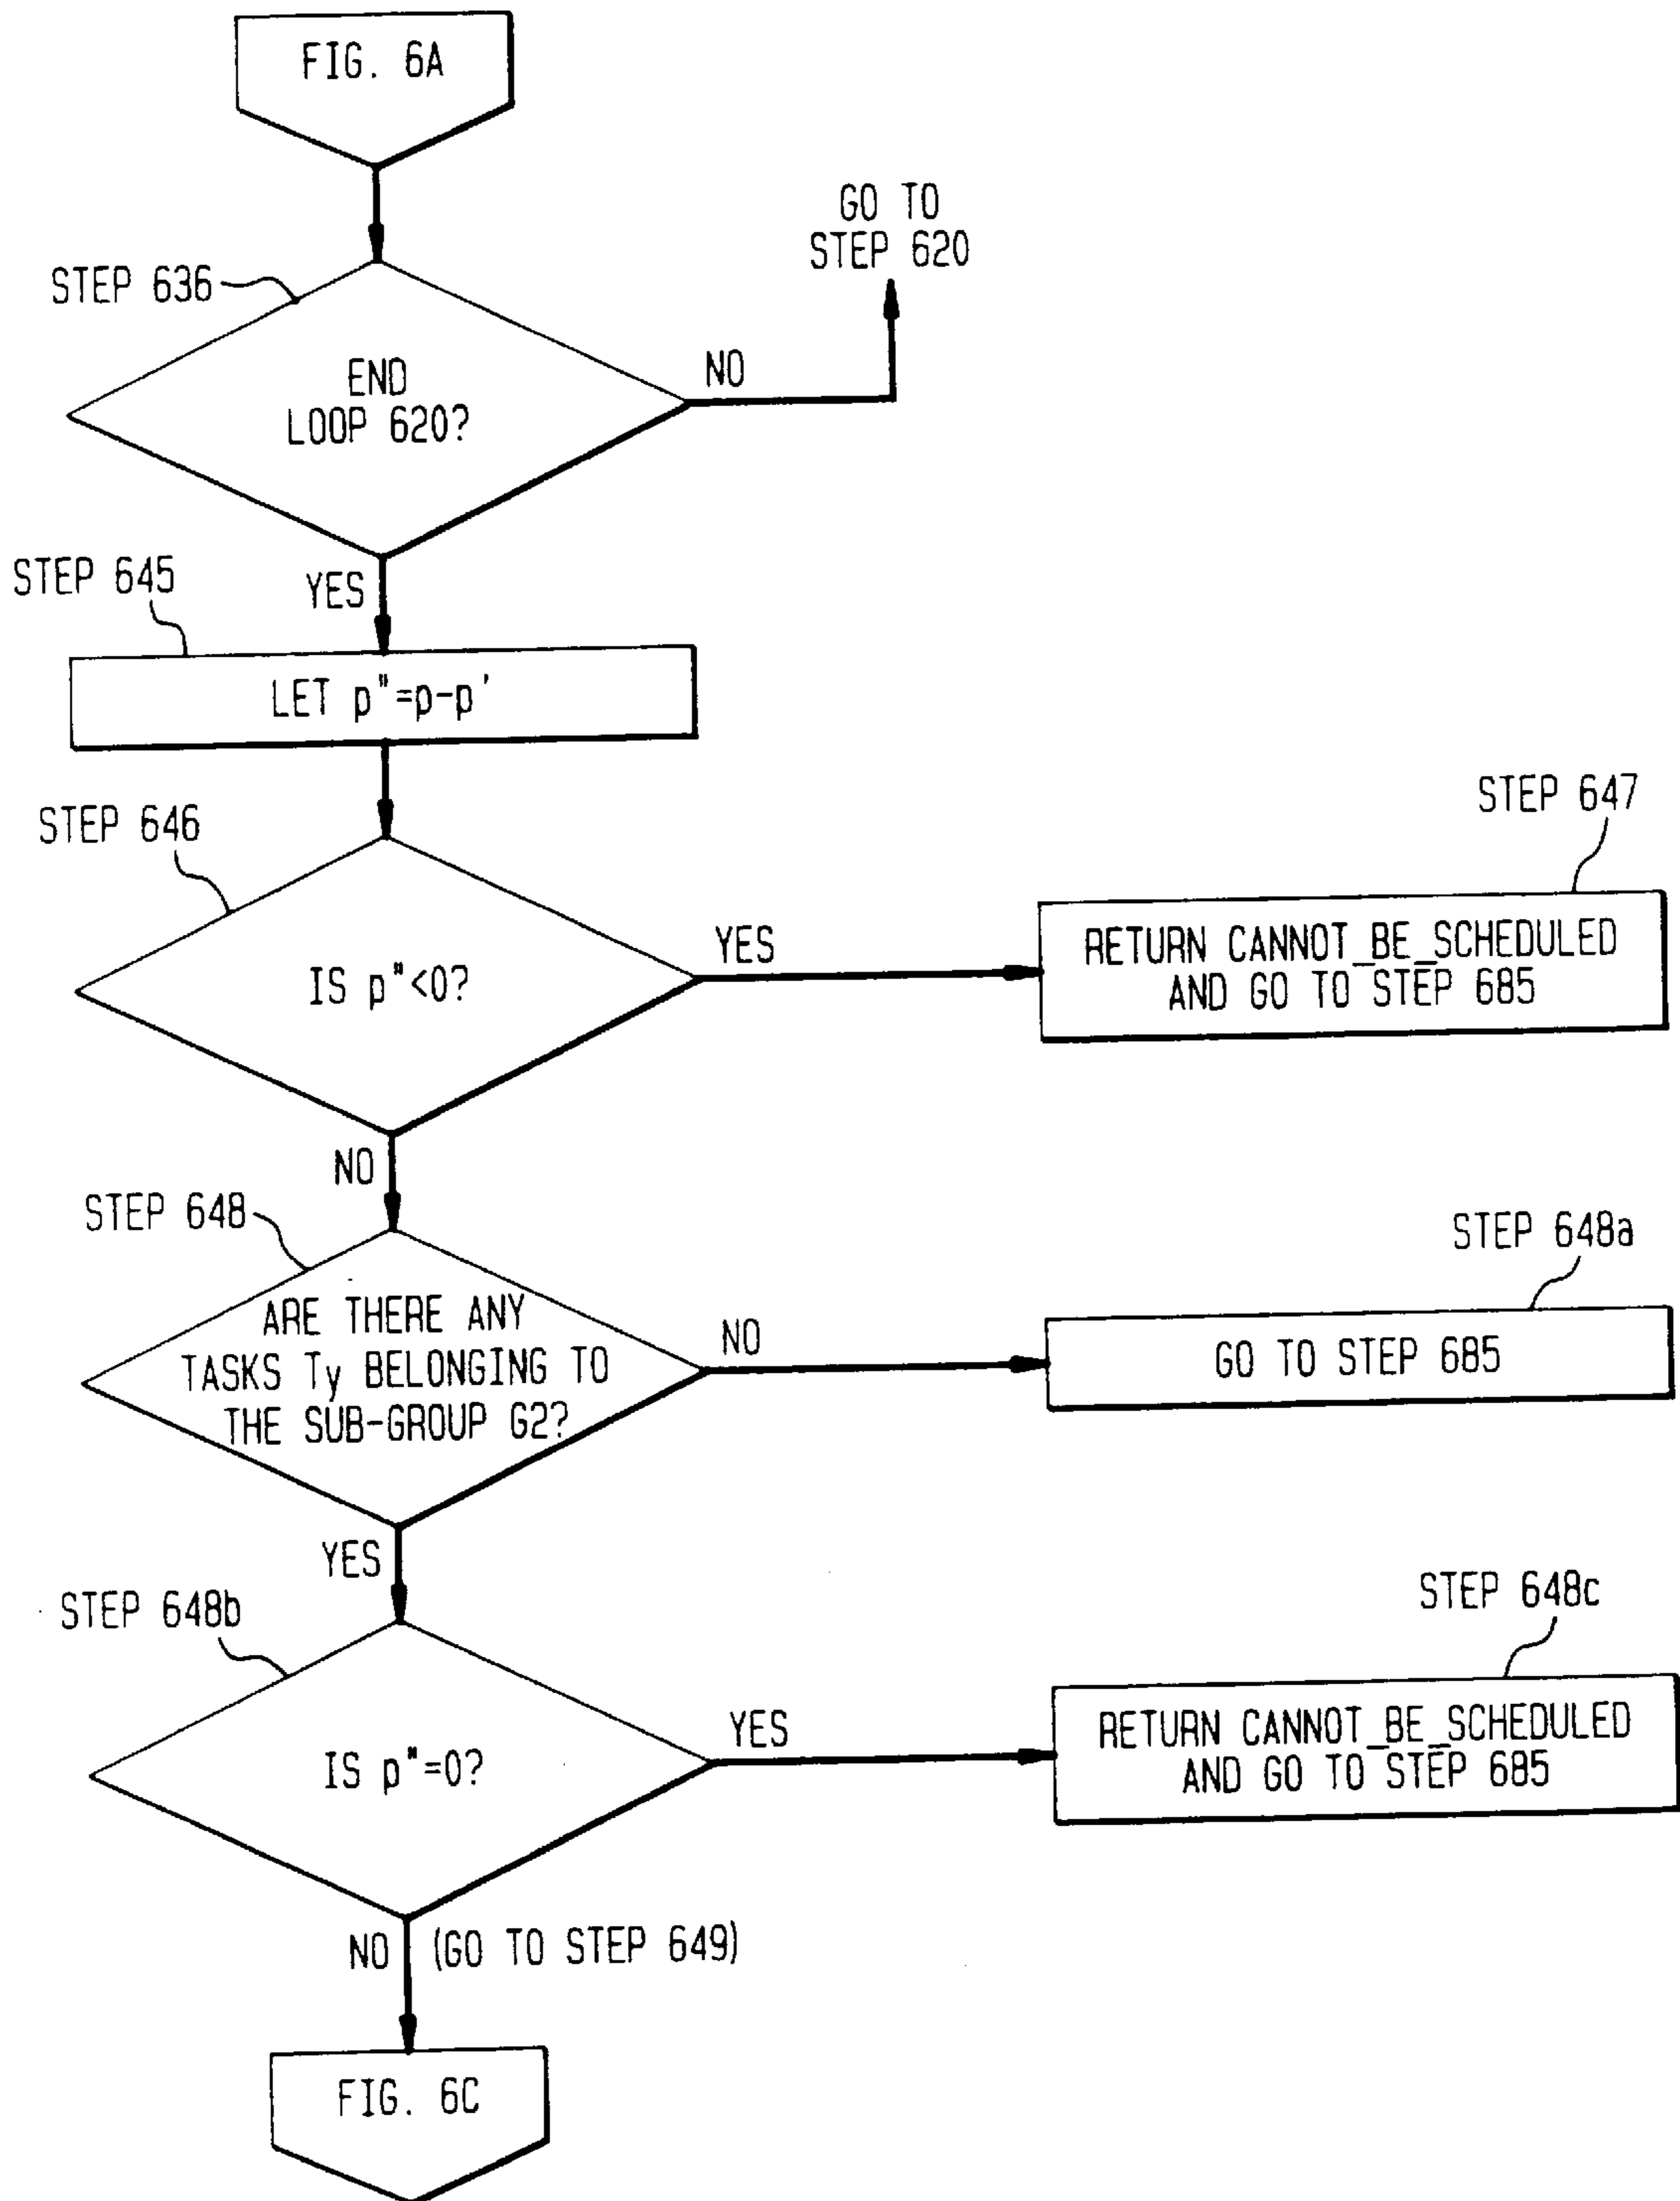 FIG. 6A
GO TO
STEP 620
STEP 636
END
LOOP 620?
NO
YES
STEP 645
LET p"=p-p'
STEP 646
STEP 647
IS p"<0?
YES
RETURN CANNOT_BE_SCHEDULED
AND GO TO STEP 685
NO
STEP 648
STEP 648a
ARE THERE ANY
TASKS Ty BELONGING TO
THE SUB-GROUP G2?
NO
GO TO STEP 685
YES
STEP 648b
STEP 648c
IS p"=0?
YES
RETURN CANNOT_BE_SCHEDULED
AND GO TO STEP 685
NO (GO TO STEP 649)
FIG. 6C